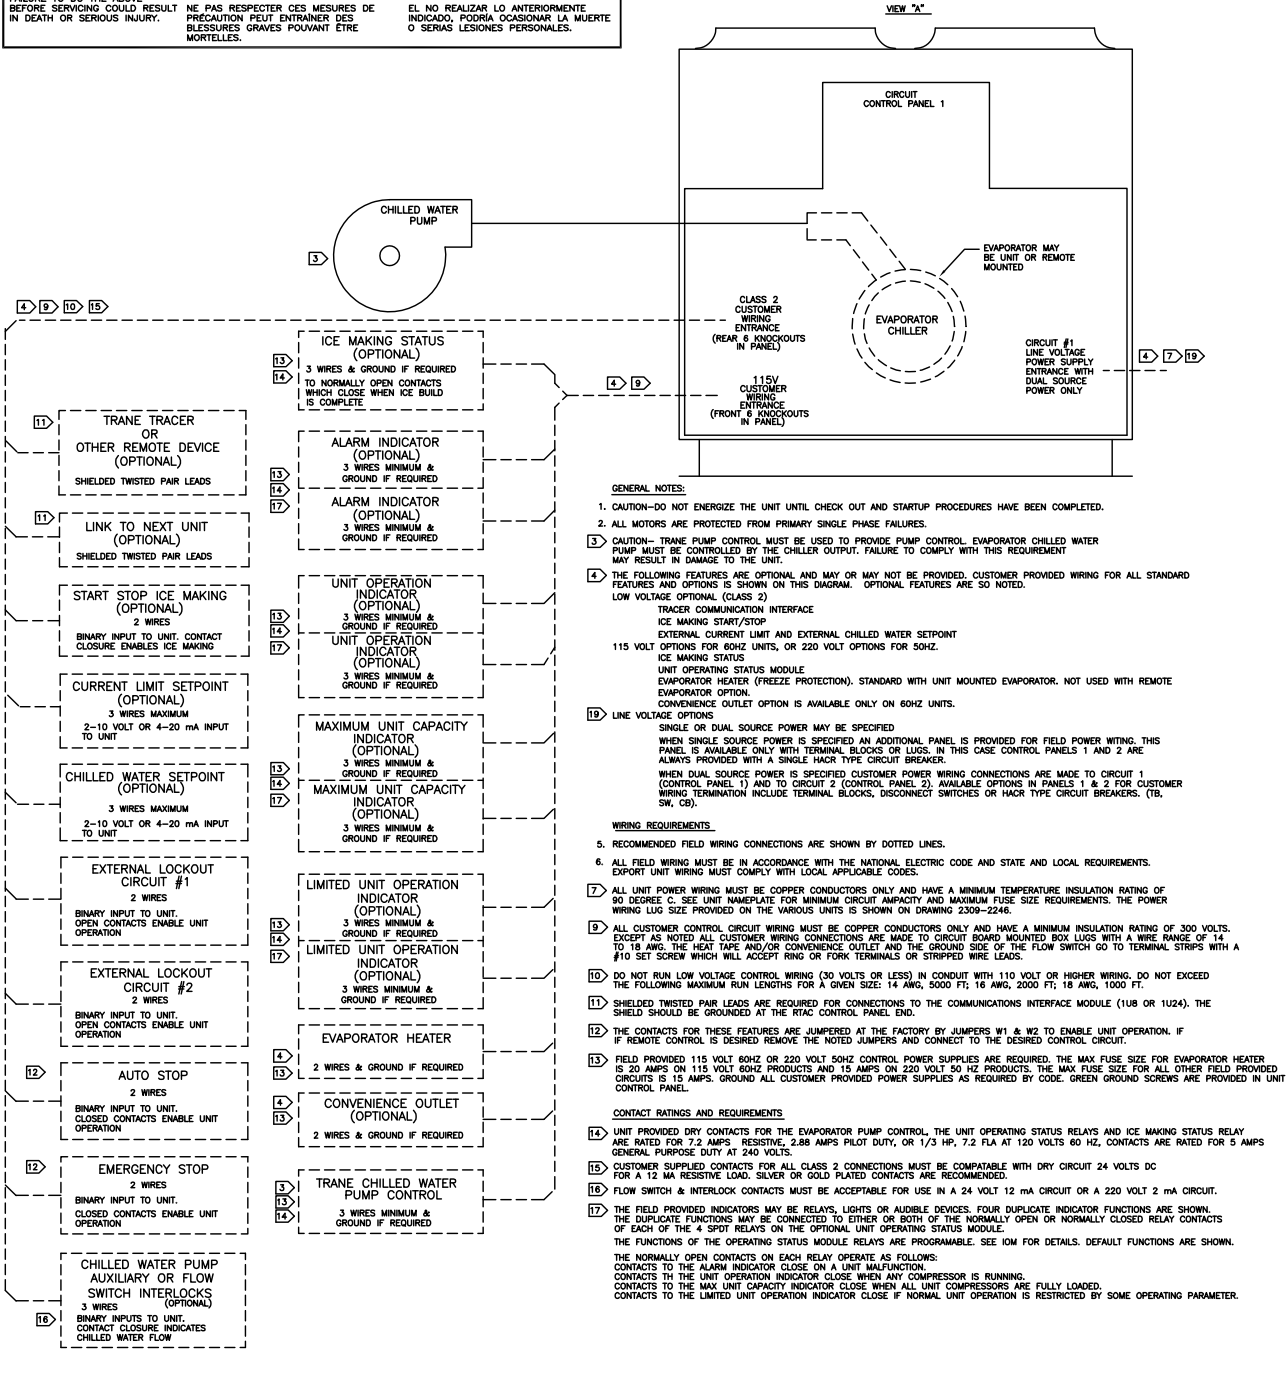 BEFORE SERVICING COULD RESULT
IN DEATH OR SERIOUS INJURY.
NE PAS RESPECTER CES MESURES DE
PRÉCAUTION PEUT ENTRAÎNER DES
BLESSURES GRAVES POUVANT ÊTRE
MORTELLES.
EL NO REALIZAR LO ANTERIORMENTE
INDICADO, PODRÍA OCASIONAR LA MUERTE
O SERIAS LESIONES PERSONALES.
VIEW "A"
CIRCUIT
CONTROL PANEL 1
CHILLED WATER
PUMP
3
EVAPORATOR MAY
BE UNIT OR REMOTE
MOUNTED
EVAPORATOR
CHILLER
CLASS 2
CUSTOMER
WIRING
ENTRANCE
(REAR 6 KNOCKOUTS
IN PANEL)
115V
CUSTOMER
WIRING
ENTRANCE
(FRONT 6 KNOCKOUTS
IN PANEL)
CIRCUIT #1
LINE VOLTAGE
POWER SUPPLY
ENTRANCE WITH
DUAL SOURCE
POWER ONLY
4 7 19
4 9 10 15
4 9
11
TRANE TRACER
OR
OTHER REMOTE DEVICE
(OPTIONAL)
SHIELDED TWISTED PAIR LEADS
11
LINK TO NEXT UNIT
(OPTIONAL)
SHIELDED TWISTED PAIR LEADS
START STOP ICE MAKING
(OPTIONAL)
2 WIRES
BINARY INPUT TO UNIT. CONTACT
CLOSURE ENABLES ICE MAKING
CURRENT LIMIT SETPOINT
(OPTIONAL)
3 WIRES MAXIMUM
2-10 VOLT OR 4-20 mA INPUT
TO UNIT
CHILLED WATER SETPOINT
(OPTIONAL)
3 WIRES MAXIMUM
2-10 VOLT OR 4-20 mA INPUT
TO UNIT
EXTERNAL LOCKOUT
CIRCUIT #1
2 WIRES
BINARY INPUT TO UNIT.
OPEN CONTACTS ENABLE UNIT
OPERATION
EXTERNAL LOCKOUT
CIRCUIT #2
2 WIRES
BINARY INPUT TO UNIT.
OPEN CONTACTS ENABLE UNIT
OPERATION
12
AUTO STOP
2 WIRES
BINARY INPUT TO UNIT.
CLOSED CONTACTS ENABLE UNIT
OPERATION
12
EMERGENCY STOP
2 WIRES
BINARY INPUT TO UNIT.
CLOSED CONTACTS ENABLE UNIT
OPERATION
16
CHILLED WATER PUMP
AUXILIARY OR FLOW
SWITCH INTERLOCKS
3 WIRES (OPTIONAL)
BINARY INPUTS TO UNIT.
CONTACT CLOSURE INDICATES
CHILLED WATER FLOW
13
14
ICE MAKING STATUS
(OPTIONAL)
3 WIRES & GROUND IF REQUIRED
TO NORMALLY OPEN CONTACTS
WHICH CLOSE WHEN ICE BUILD
IS COMPLETE
13
14
17
ALARM INDICATOR
(OPTIONAL)
3 WIRES MINIMUM &
GROUND IF REQUIRED
ALARM INDICATOR
(OPTIONAL)
3 WIRES MINIMUM &
GROUND IF REQUIRED
13
14
17
UNIT OPERATION
INDICATOR
(OPTIONAL)
3 WIRES MINIMUM &
GROUND IF REQUIRED
UNIT OPERATION
INDICATOR
(OPTIONAL)
3 WIRES MINIMUM &
GROUND IF REQUIRED
13
14
17
MAXIMUM UNIT CAPACITY
INDICATOR
(OPTIONAL)
3 WIRES MINIMUM &
GROUND IF REQUIRED
MAXIMUM UNIT CAPACITY
INDICATOR
(OPTIONAL)
3 WIRES MINIMUM &
GROUND IF REQUIRED
13
14
17
LIMITED UNIT OPERATION
INDICATOR
(OPTIONAL)
3 WIRES MINIMUM &
GROUND IF REQUIRED
LIMITED UNIT OPERATION
INDICATOR
(OPTIONAL)
3 WIRES MINIMUM &
GROUND IF REQUIRED
4
13
EVAPORATOR HEATER
2 WIRES & GROUND IF REQUIRED
4
13
CONVENIENCE OUTLET
(OPTIONAL)
2 WIRES & GROUND IF REQUIRED
3
13
14
TRANE CHILLED WATER
PUMP CONTROL
3 WIRES MINIMUM &
GROUND IF REQUIRED
GENERAL NOTES:
1. CAUTION-DO NOT ENERGIZE THE UNIT UNTIL CHECK OUT AND STARTUP PROCEDURES HAVE BEEN COMPLETED.
2. ALL MOTORS ARE PROTECTED FROM PRIMARY SINGLE PHASE FAILURES.
3 CAUTION- TRANE PUMP CONTROL MUST BE USED TO PROVIDE PUMP CONTROL. EVAPORATOR CHILLED WATER
PUMP MUST BE CONTROLLED BY THE CHILLER OUTPUT. FAILURE TO COMPLY WITH THIS REQUIREMENT
MAY RESULT IN DAMAGE TO THE UNIT.
4 THE FOLLOWING FEATURES ARE OPTIONAL AND MAY OR MAY NOT BE PROVIDED. CUSTOMER PROVIDED WIRING FOR ALL STANDARD
FEATURES AND OPTIONS IS SHOWN ON THIS DIAGRAM. OPTIONAL FEATURES ARE SO NOTED.
LOW VOLTAGE OPTIONAL (CLASS 2)
TRACER COMMUNICATION INTERFACE
ICE MAKING START/STOP
EXTERNAL CURRENT LIMIT AND EXTERNAL CHILLED WATER SETPOINT
115 VOLT OPTIONS FOR 60HZ UNITS, OR 220 VOLT OPTIONS FOR 50HZ.
ICE MAKING STATUS
UNIT OPERATING STATUS MODULE
EVAPORATOR HEATER (FREEZE PROTECTION). STANDARD WITH UNIT MOUNTED EVAPORATOR. NOT USED WITH REMOTE
EVAPORATOR OPTION.
CONVENIENCE OUTLET OPTION IS AVAILABLE ONLY ON 60HZ UNITS.
19 LINE VOLTAGE OPTIONS
SINGLE OR DUAL SOURCE POWER MAY BE SPECIFIED
WHEN SINGLE SOURCE POWER IS SPECIFIED AN ADDITIONAL PANEL IS PROVIDED FOR FIELD POWER WITING. THIS
PANEL IS AVAILABLE ONLY WITH TERMINAL BLOCKS OR LUGS. IN THIS CASE CONTROL PANELS 1 AND 2 ARE
ALWAYS PROVIDED WITH A SINGLE HACR TYPE CIRCUIT BREAKER.
WHEN DUAL SOURCE POWER IS SPECIFIED CUSTOMER POWER WIRING CONNECTIONS ARE MADE TO CIRCUIT 1
(CONTROL PANEL 1) AND TO CIRCUIT 2 (CONTROL PANEL 2). AVAILABLE OPTIONS IN PANELS 1 & 2 FOR CUSTOMER
WIRING TERMINATION INCLUDE TERMINAL BLOCKS, DISCONNECT SWITCHES OR HACR TYPE CIRCUIT BREAKERS. (TB,
SW, CB).
WIRING REQUIREMENTS
5. RECOMMENDED FIELD WIRING CONNECTIONS ARE SHOWN BY DOTTED LINES.
6. ALL FIELD WIRING MUST BE IN ACCORDANCE WITH THE NATIONAL ELECTRIC CODE AND STATE AND LOCAL REQUIREMENTS.
EXPORT UNIT WIRING MUST COMPLY WITH LOCAL APPLICABLE CODES.
7 ALL UNIT POWER WIRING MUST BE COPPER CONDUCTORS ONLY AND HAVE A MINIMUM TEMPERATURE INSULATION RATING OF
90 DEGREE C. SEE UNIT NAMEPLATE FOR MINIMUM CIRCUIT AMPACITY AND MAXIMUM FUSE SIZE REQUIREMENTS. THE POWER
WIRING LUG SIZE PROVIDED ON THE VARIOUS UNITS IS SHOWN ON DRAWING 2309-2246.
9 ALL CUSTOMER CONTROL CIRCUIT WIRING MUST BE COPPER CONDUCTORS ONLY AND HAVE A MINIMUM INSULATION RATING OF 300 VOLTS.
EXCEPT AS NOTED ALL CUSTOMER WIRING CONNECTIONS ARE MADE TO CIRCUIT BOARD MOUNTED BOX LUGS WITH A WIRE RANGE OF 14
TO 18 AWG. THE HEAT TAPE AND/OR CONVENIENCE OUTLET AND THE GROUND SIDE OF THE FLOW SWITCH GO TO TERMINAL STRIPS WITH A
#10 SET SCREW WHICH WILL ACCEPT RING OR FORK TERMINALS OR STRIPPED WIRE LEADS.
10 DO NOT RUN LOW VOLTAGE CONTROL WIRING (30 VOLTS OR LESS) IN CONDUIT WITH 110 VOLT OR HIGHER WIRING. DO NOT EXCEED
THE FOLLOWING MAXIMUM RUN LENGTHS FOR A GIVEN SIZE: 14 AWG, 5000 FT; 16 AWG, 2000 FT; 18 AWG, 1000 FT.
11 SHIELDED TWISTED PAIR LEADS ARE REQUIRED FOR CONNECTIONS TO THE COMMUNICATIONS INTERFACE MODULE (1U8 OR 1U24). THE
SHIELD SHOULD BE GROUNDED AT THE RTAC CONTROL PANEL END.
12 THE CONTACTS FOR THESE FEATURES ARE JUMPERED AT THE FACTORY BY JUMPERS W1 & W2 TO ENABLE UNIT OPERATION. IF
IF REMOTE CONTROL IS DESIRED REMOVE THE NOTED JUMPERS AND CONNECT TO THE DESIRED CONTROL CIRCUIT.
13 FIELD PROVIDED 115 VOLT 60HZ OR 220 VOLT 50HZ CONTROL POWER SUPPLIES ARE REQUIRED. THE MAX FUSE SIZE FOR EVAPORATOR HEATER
IS 20 AMPS ON 115 VOLT 60HZ PRODUCTS AND 15 AMPS ON 220 VOLT 50 HZ PRODUCTS. THE MAX FUSE SIZE FOR ALL OTHER FIELD PROVIDED
CIRCUITS IS 15 AMPS. GROUND ALL CUSTOMER PROVIDED POWER SUPPLIES AS REQUIRED BY CODE. GREEN GROUND SCREWS ARE PROVIDED IN UNIT
CONTROL PANEL.
CONTACT RATINGS AND REQUIREMENTS
14 UNIT PROVIDED DRY CONTACTS FOR THE EVAPORATOR PUMP CONTROL, THE UNIT OPERATING STATUS RELAYS AND ICE MAKING STATUS RELAY
ARE RATED FOR 7.2 AMPS RESISTIVE, 2.88 AMPS PILOT DUTY, OR 1/3 HP, 7.2 FLA AT 120 VOLTS 60 HZ, CONTACTS ARE RATED FOR 5 AMPS
GENERAL PURPOSE DUTY AT 240 VOLTS.
15 CUSTOMER SUPPLIED CONTACTS FOR ALL CLASS 2 CONNECTIONS MUST BE COMPATABLE WITH DRY CIRCUIT 24 VOLTS DC
FOR A 12 MA RESISTIVE LOAD. SILVER OR GOLD PLATED CONTACTS ARE RECOMMENDED.
16 FLOW SWITCH & INTERLOCK CONTACTS MUST BE ACCEPTABLE FOR USE IN A 24 VOLT 12 mA CIRCUIT OR A 220 VOLT 2 mA CIRCUIT.
17 THE FIELD PROVIDED INDICATORS MAY BE RELAYS, LIGHTS OR AUDIBLE DEVICES. FOUR DUPLICATE INDICATOR FUNCTIONS ARE SHOWN.
THE DUPLICATE FUNCTIONS MAY BE CONNECTED TO EITHER OR BOTH OF THE NORMALLY OPEN OR NORMALLY CLOSED RELAY CONTACTS
OF EACH OF THE 4 SPDT RELAYS ON THE OPTIONAL UNIT OPERATING STATUS MODULE.
THE FUNCTIONS OF THE OPERATING STATUS MODULE RELAYS ARE PROGRAMABLE. SEE IOM FOR DETAILS. DEFAULT FUNCTIONS ARE SHOWN.
THE NORMALLY OPEN CONTACTS ON EACH RELAY OPERATE AS FOLLOWS:
CONTACTS TO THE ALARM INDICATOR CLOSE ON A UNIT MALFUNCTION.
CONTACTS TH THE UNIT OPERATION INDICATOR CLOSE WHEN ANY COMPRESSOR IS RUNNING.
CONTACTS TO THE MAX UNIT CAPACITY INDICATOR CLOSE WHEN ALL UNIT COMPRESSORS ARE FULLY LOADED.
CONTACTS TO THE LIMITED UNIT OPERATION INDICATOR CLOSE IF NORMAL UNIT OPERATION IS RESTRICTED BY SOME OPERATING PARAMETER.